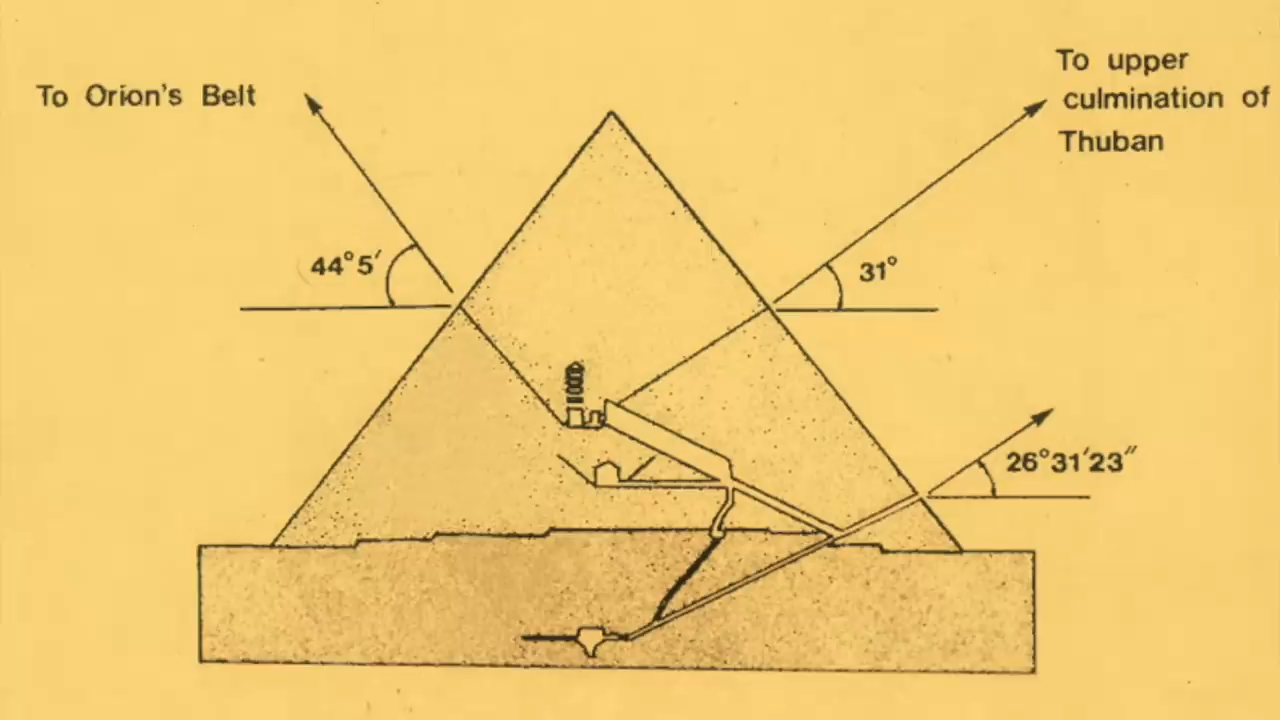 To Orion's Belt
To upper
culmination of
Thuban
44°5′
31°
26°31′23″